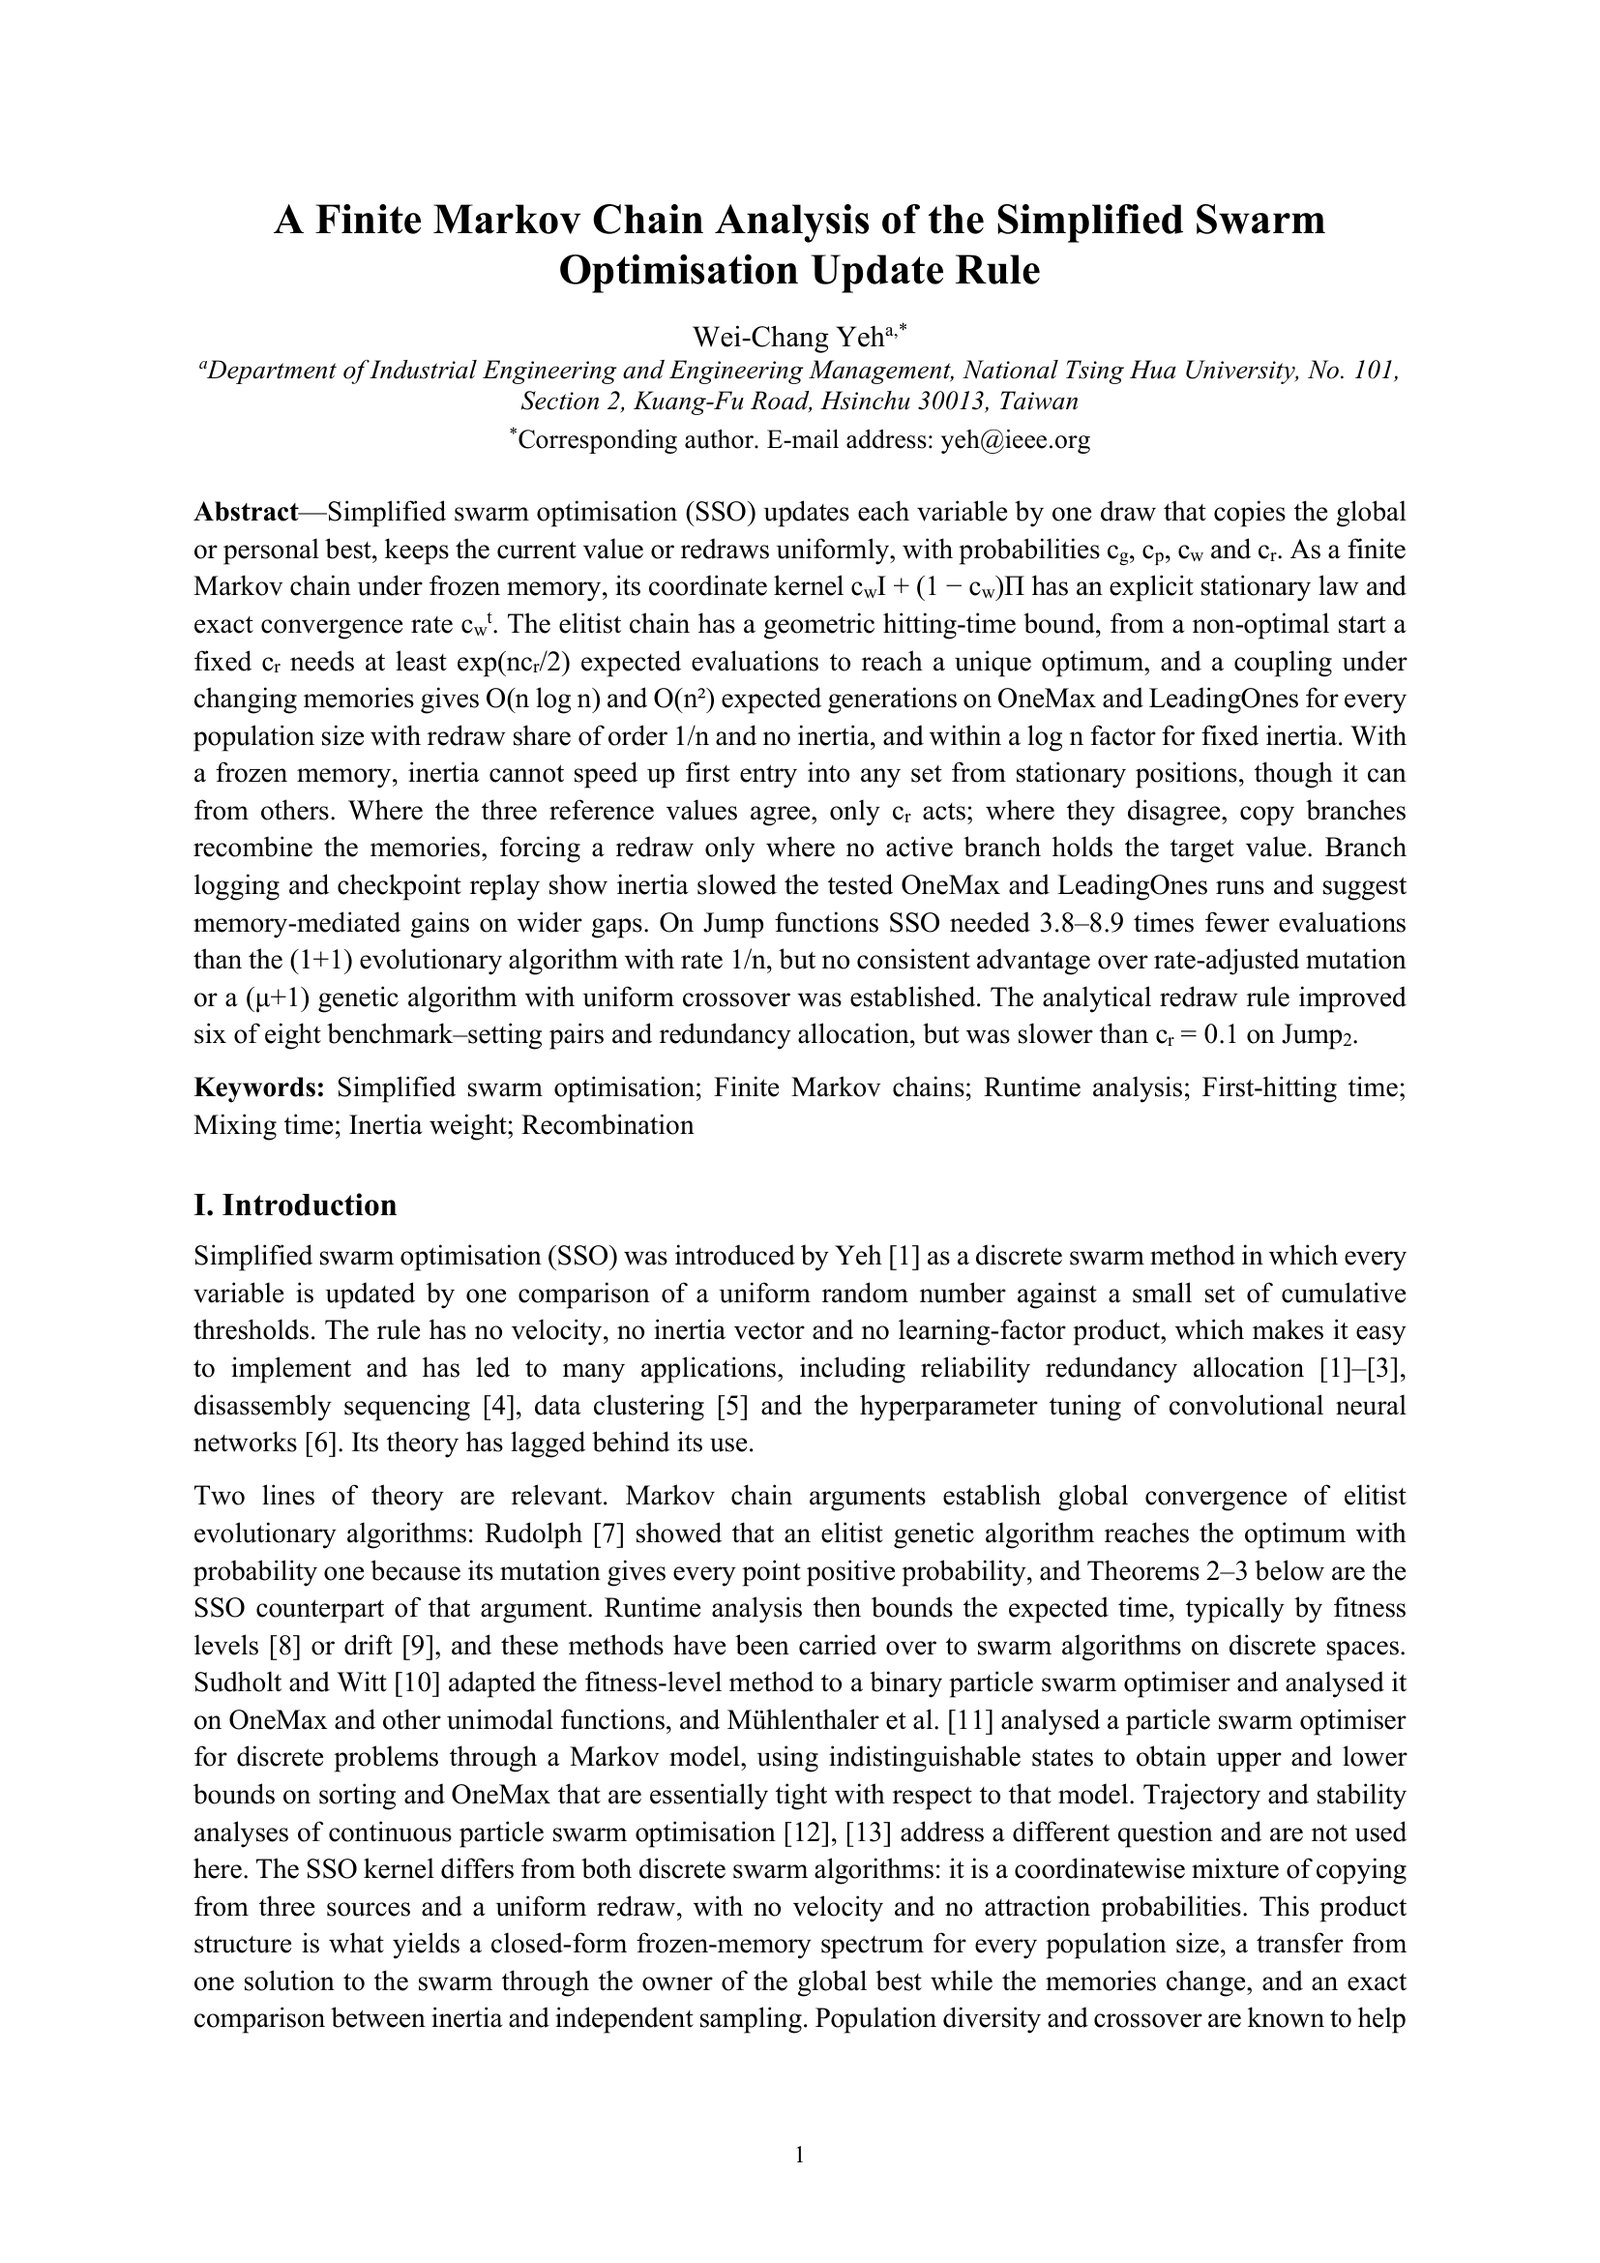 A Finite Markov Chain Analysis of the Simplified Swarm
Optimisation Update Rule
Wei-Chang Yehᵃ,*
ᵃDepartment of Industrial Engineering and Engineering Management, National Tsing Hua University, No. 101,
Section 2, Kuang-Fu Road, Hsinchu 30013, Taiwan
*Corresponding author. E-mail address: yeh@ieee.org
Abstract—Simplified swarm optimisation (SSO) updates each variable by one draw that copies the global
or personal best, keeps the current value or redraws uniformly, with probabilities c_g, c_p, c_w and c_r. As a finite
Markov chain under frozen memory, its coordinate kernel c_wI + (1 − c_w)Π has an explicit stationary law and
exact convergence rate c_w^t. The elitist chain has a geometric hitting-time bound, from a non-optimal start a
fixed c_r needs at least exp(nc_r/2) expected evaluations to reach a unique optimum, and a coupling under
changing memories gives O(n log n) and O(n²) expected generations on OneMax and LeadingOnes for every
population size with redraw share of order 1/n and no inertia, and within a log n factor for fixed inertia. With
a frozen memory, inertia cannot speed up first entry into any set from stationary positions, though it can
from others. Where the three reference values agree, only c_r acts; where they disagree, copy branches
recombine the memories, forcing a redraw only where no active branch holds the target value. Branch
logging and checkpoint replay show inertia slowed the tested OneMax and LeadingOnes runs and suggest
memory-mediated gains on wider gaps. On Jump functions SSO needed 3.8–8.9 times fewer evaluations
than the (1+1) evolutionary algorithm with rate 1/n, but no consistent advantage over rate-adjusted mutation
or a (μ+1) genetic algorithm with uniform crossover was established. The analytical redraw rule improved
six of eight benchmark–setting pairs and redundancy allocation, but was slower than c_r = 0.1 on Jump₂.
Keywords: Simplified swarm optimisation; Finite Markov chains; Runtime analysis; First-hitting time;
Mixing time; Inertia weight; Recombination
I. Introduction
Simplified swarm optimisation (SSO) was introduced by Yeh [1] as a discrete swarm method in which every
variable is updated by one comparison of a uniform random number against a small set of cumulative
thresholds. The rule has no velocity, no inertia vector and no learning-factor product, which makes it easy
to implement and has led to many applications, including reliability redundancy allocation [1]–[3],
disassembly sequencing [4], data clustering [5] and the hyperparameter tuning of convolutional neural
networks [6]. Its theory has lagged behind its use.
Two lines of theory are relevant. Markov chain arguments establish global convergence of elitist
evolutionary algorithms: Rudolph [7] showed that an elitist genetic algorithm reaches the optimum with
probability one because its mutation gives every point positive probability, and Theorems 2–3 below are the
SSO counterpart of that argument. Runtime analysis then bounds the expected time, typically by fitness
levels [8] or drift [9], and these methods have been carried over to swarm algorithms on discrete spaces.
Sudholt and Witt [10] adapted the fitness-level method to a binary particle swarm optimiser and analysed it
on OneMax and other unimodal functions, and Mühlenthaler et al. [11] analysed a particle swarm optimiser
for discrete problems through a Markov model, using indistinguishable states to obtain upper and lower
bounds on sorting and OneMax that are essentially tight with respect to that model. Trajectory and stability
analyses of continuous particle swarm optimisation [12], [13] address a different question and are not used
here. The SSO kernel differs from both discrete swarm algorithms: it is a coordinatewise mixture of copying
from three sources and a uniform redraw, with no velocity and no attraction probabilities. This product
structure is what yields a closed-form frozen-memory spectrum for every population size, a transfer from
one solution to the swarm through the owner of the global best while the memories change, and an exact
comparison between inertia and independent sampling. Population diversity and crossover are known to help
1